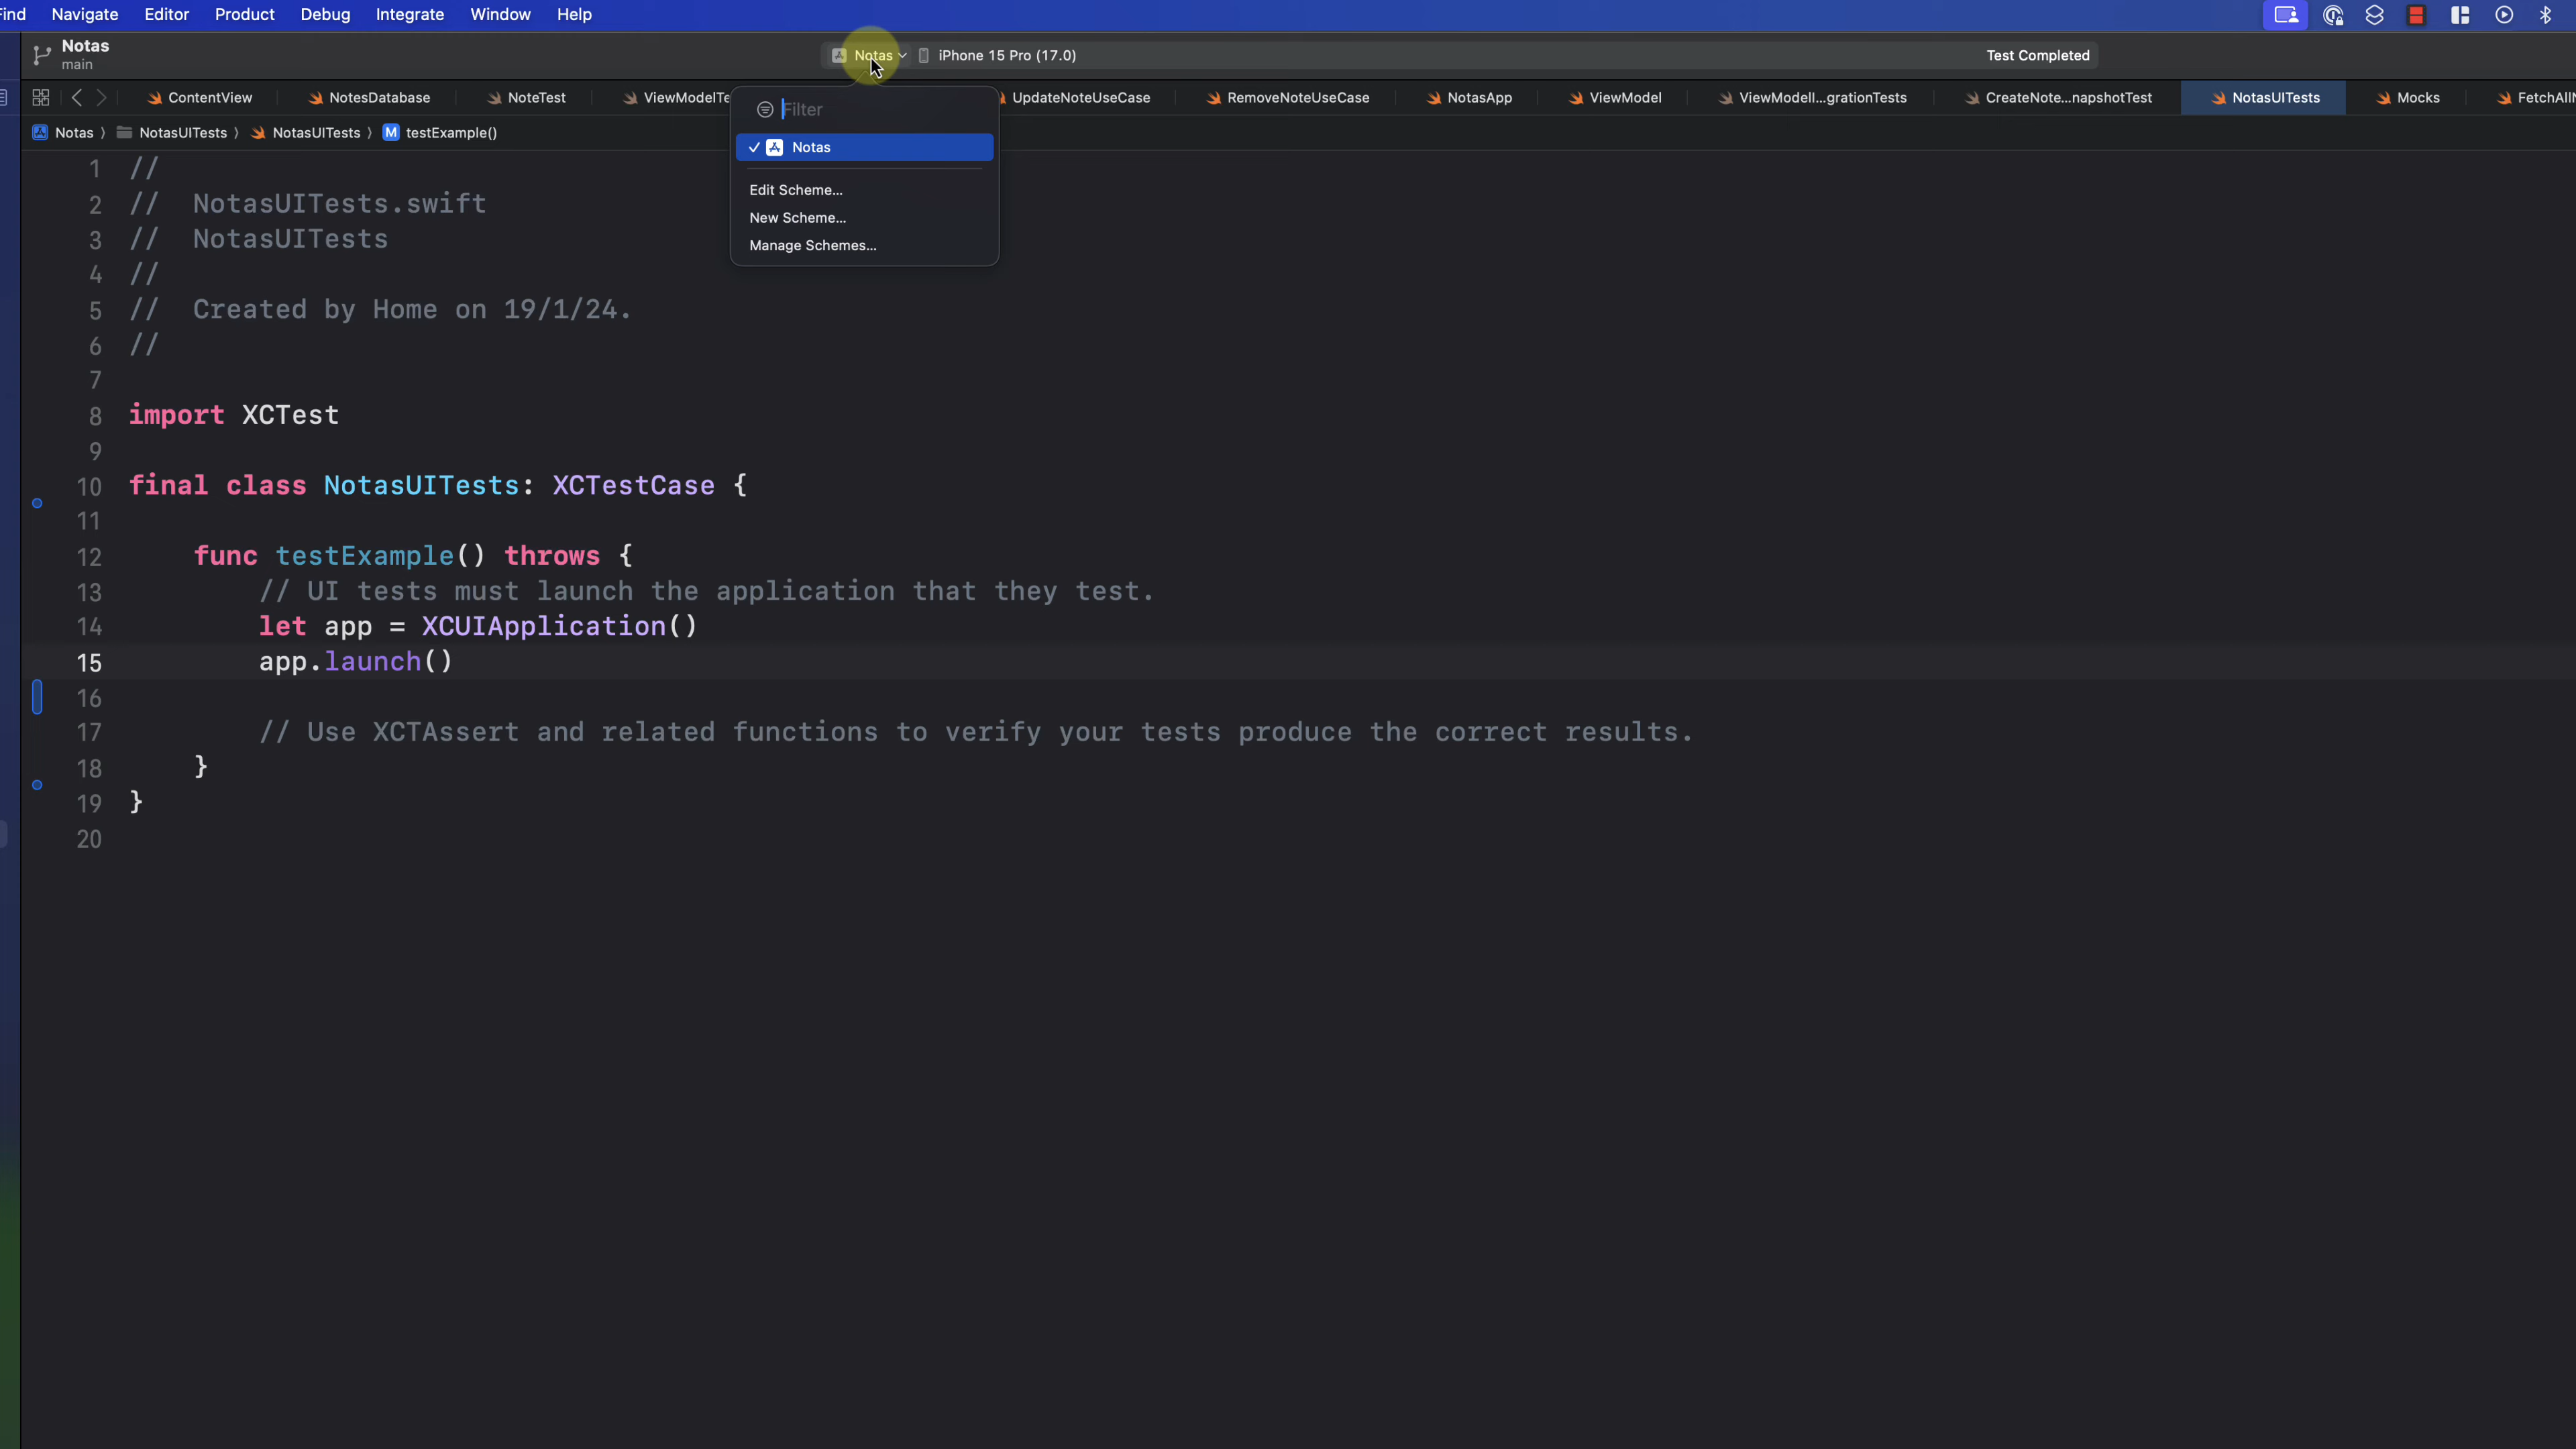 ind Navigate Editor Product Debug Integrate Window Help
Notas
main
Notas iPhone 15 Pro (17.0) Test Completed
ContentView NotesDatabase NoteTest ViewModelTe UpdateNoteUseCase RemoveNoteUseCase NotasApp ViewModel ViewModell...grationTests CreateNote...napshotTest NotasUITests Mocks FetchAllN
Filter
Notas
Edit Scheme...
New Scheme...
Manage Schemes...
Notas ⟩ NotasUITests ⟩ NotasUITests ⟩ M testExample()
1 //
2 //  NotasUITests.swift
3 //  NotasUITests
4 //
5 //  Created by Home on 19/1/24.
6 //
7
8 import XCTest
9
10 final class NotasUITests: XCTestCase {
11
12     func testExample() throws {
13         // UI tests must launch the application that they test.
14         let app = XCUIApplication()
15         app.launch()
16
17         // Use XCTAssert and related functions to verify your tests produce the correct results.
18     }
19 }
20